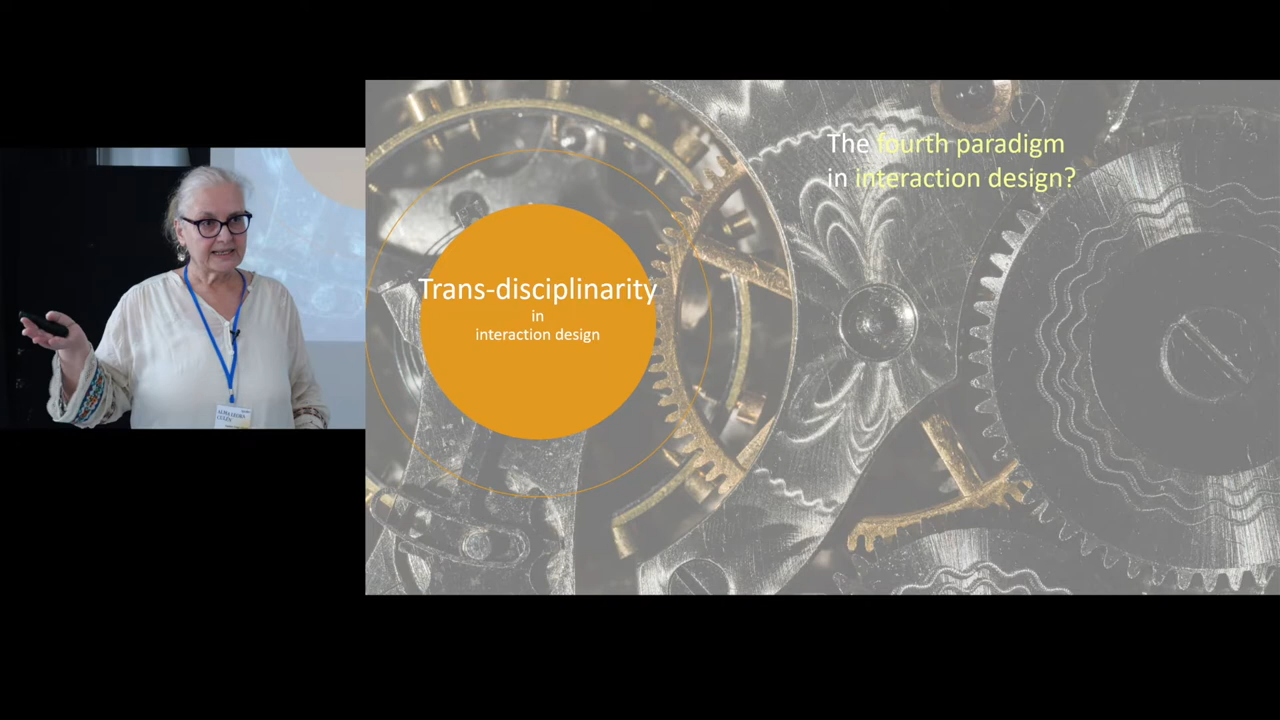 The fourth paradigm
in interaction design?
Trans-disciplinarity
in
interaction design